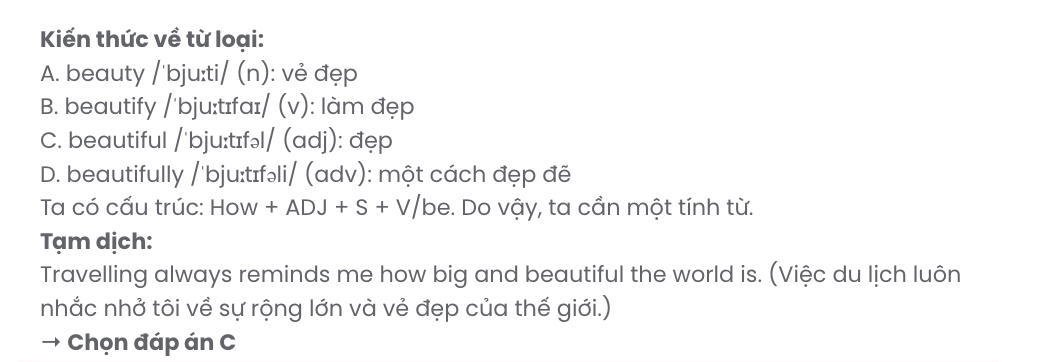 Kiến thức về từ loại:
A. beauty /ˈbjuːti/ (n): vẻ đẹp
B. beautify /ˈbjuːtɪfaɪ/ (v): làm đẹp
C. beautiful /ˈbjuːtɪfəl/ (adj): đẹp
D. beautifully /ˈbjuːtɪfəli/ (adv): một cách đẹp đẽ
Ta có cấu trúc: How + ADJ + S + V/be. Do vậy, ta cần một tính từ.
Tạm dịch:
Travelling always reminds me how big and beautiful the world is. (Việc du lịch luôn
nhắc nhở tôi về sự rộng lớn và vẻ đẹp của thế giới.)
→ Chọn đáp án C